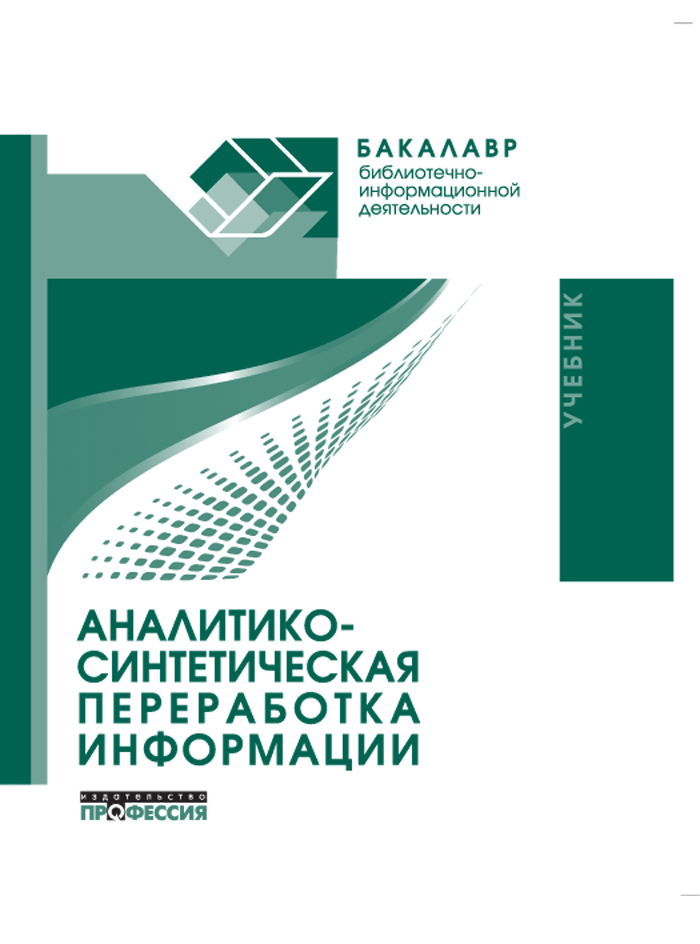 БАКАЛАВР
библиотечно-
информационной
деятельности
УЧЕБНИК
АНАЛИТИКО-
СИНТЕТИЧЕСКАЯ
ПЕРЕРАБОТКА
ИНФОРМАЦИИ
издательство
ПРОФЕССИЯ